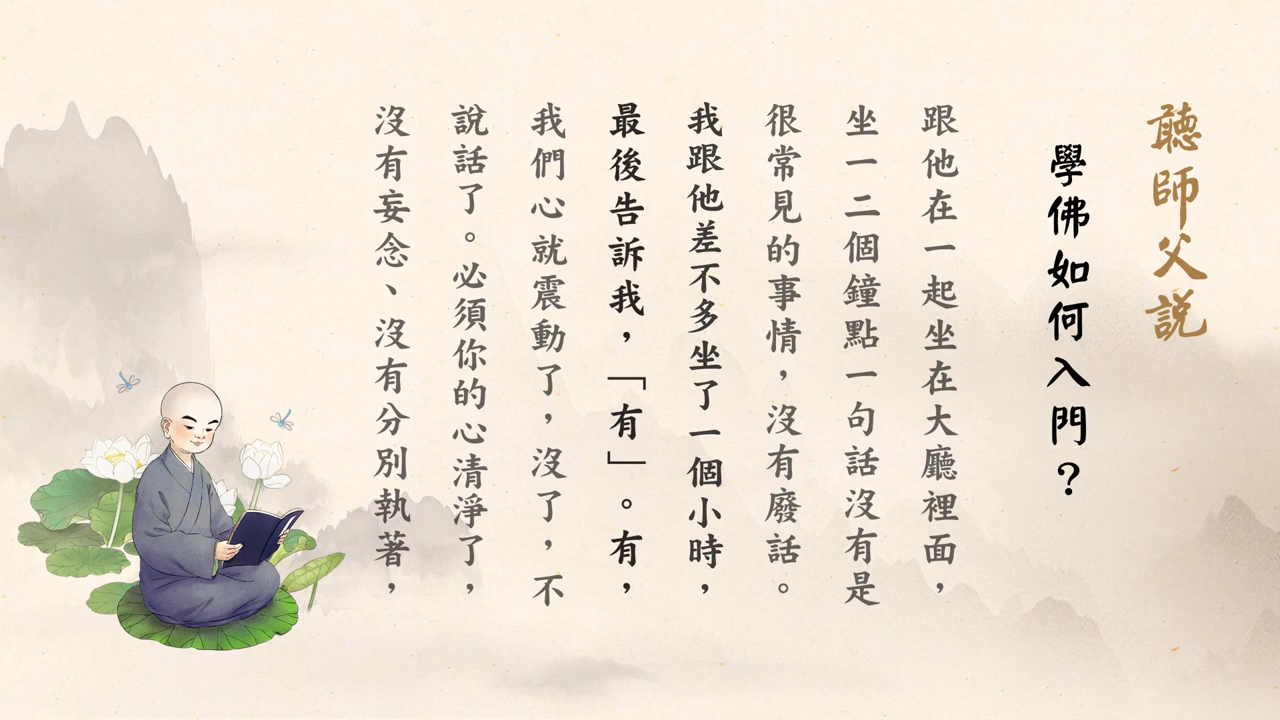 聽師父説
學佛如何入門？
跟他在一起坐在大廳裡面，
坐一二個鐘點一句話沒有是
很常見的事情，沒有廢話。
我跟他差不多坐了一個小時，
最後告訴我，「有」。有，
我們心就震動了，沒了，不
說話了。必須你的心清淨了，
沒有妄念、沒有分別執著，